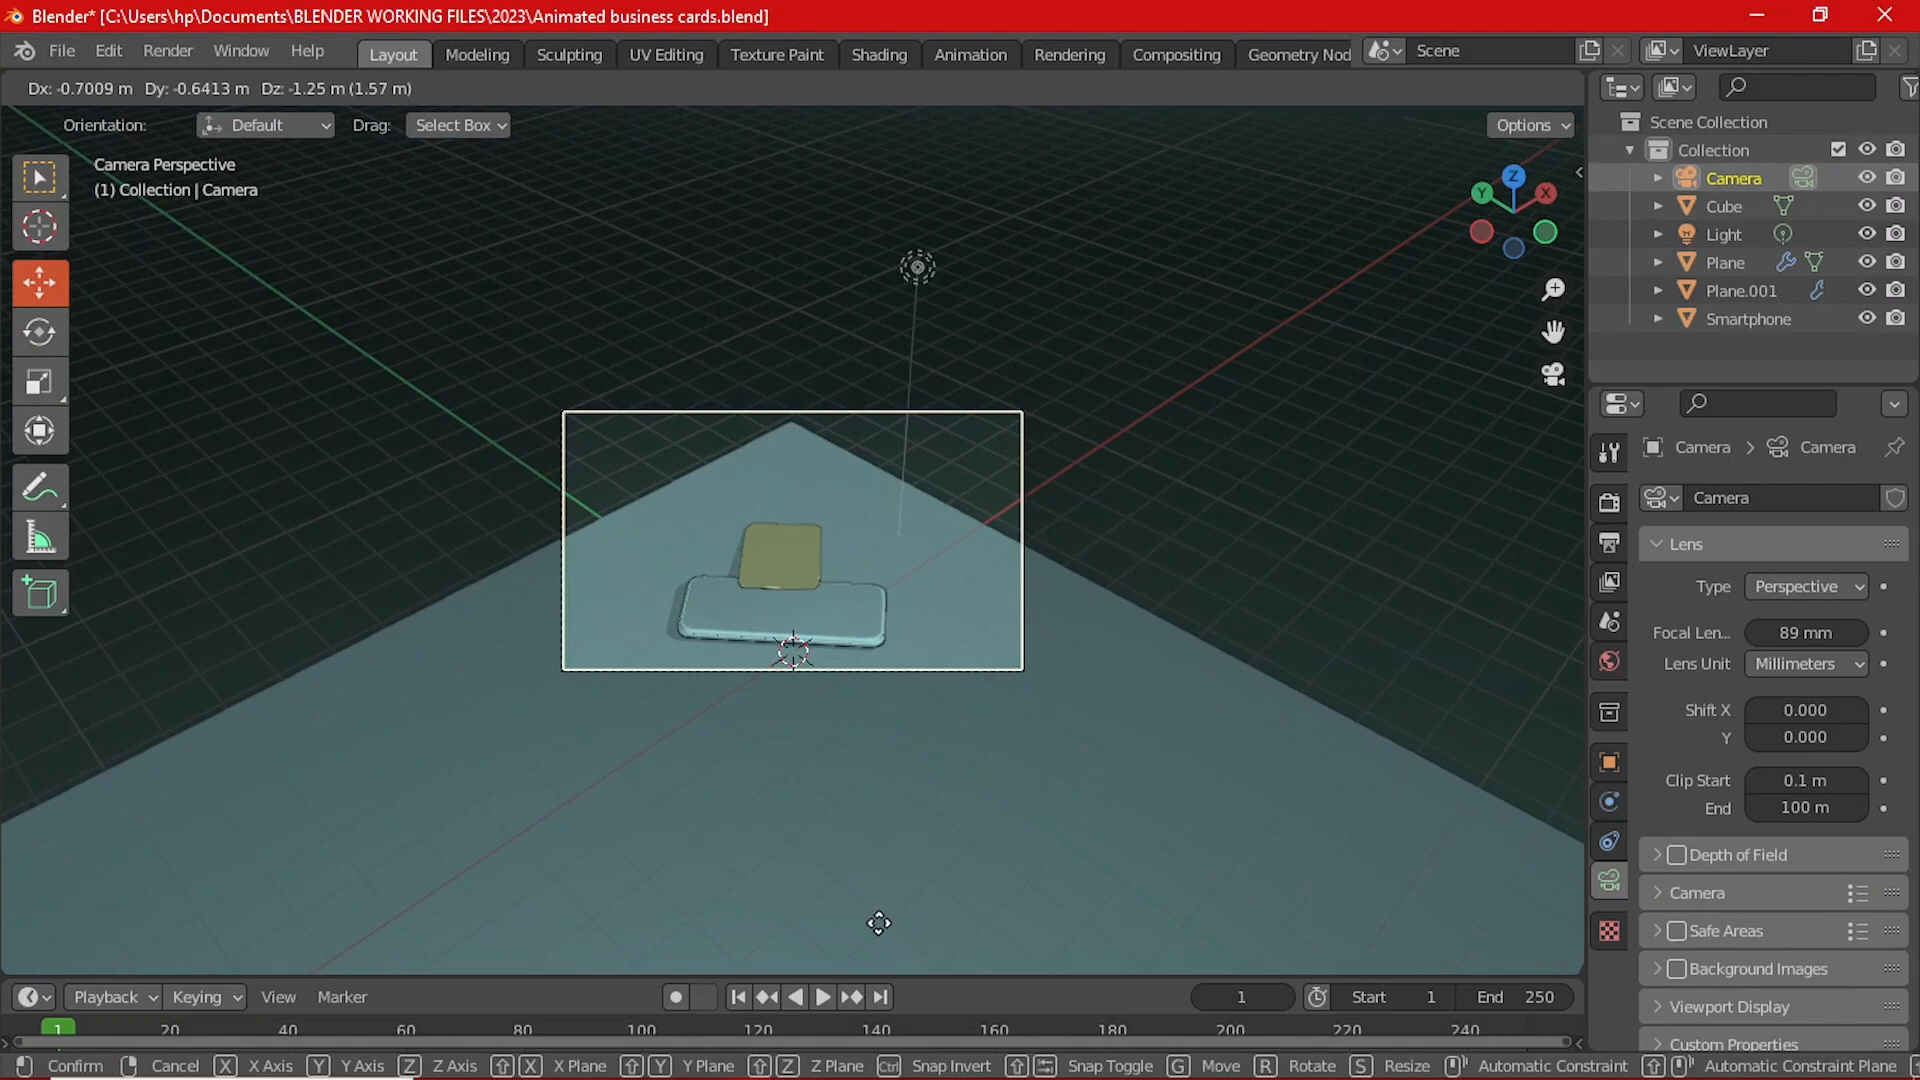 Blender* [C:\Users\hp\Documents\BLENDER WORKING FILES\2023\Animated business cards.blend]
File Edit Render Window Help Layout Modeling Sculpting UV Editing Texture Paint Shading Animation Rendering Compositing Geometry Nod Scene ViewLayer
Dx: -0.7009 m Dy: -0.6413 m Dz: -1.25 m (1.57 m)
Orientation: Default Drag: Select Box Options
Camera Perspective
(1) Collection | Camera
Z
Y
X
Scene Collection
Collection
Camera
Cube
Light
Plane
Plane.001
Smartphone
Camera > Camera
Camera
Lens
Type Perspective
Focal Len... 89 mm
Lens Unit Millimeters
Shift X 0.000
Y 0.000
Clip Start 0.1 m
End 100 m
Depth of Field
Camera
Safe Areas
Background Images
Viewport Display
Custom Properties
Playback Keying View Marker 1 Start 1 End 250
1 20 40 60 80 100 120 140 160 180 200 220 240
Confirm Cancel X X Axis Y Y Axis Z Z Axis X X Plane Y Y Plane Z Z Plane Ctrl Snap Invert Snap Toggle G Move R Rotate S Resize Automatic Constraint Automatic Constraint Plane